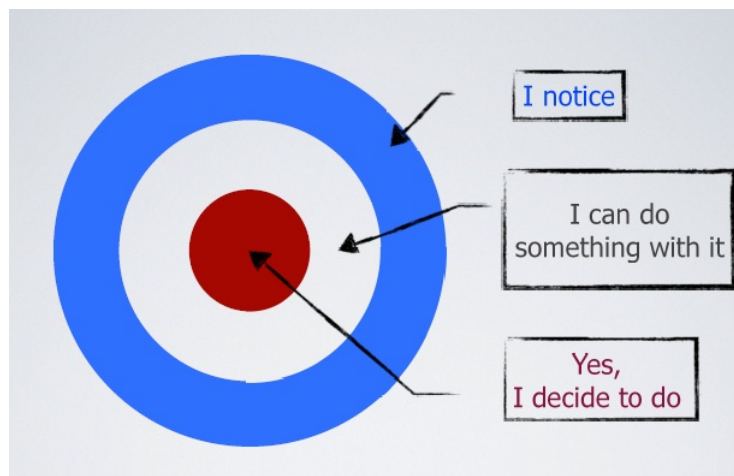 I notice
I can do
something with it
Yes,
I decide to do